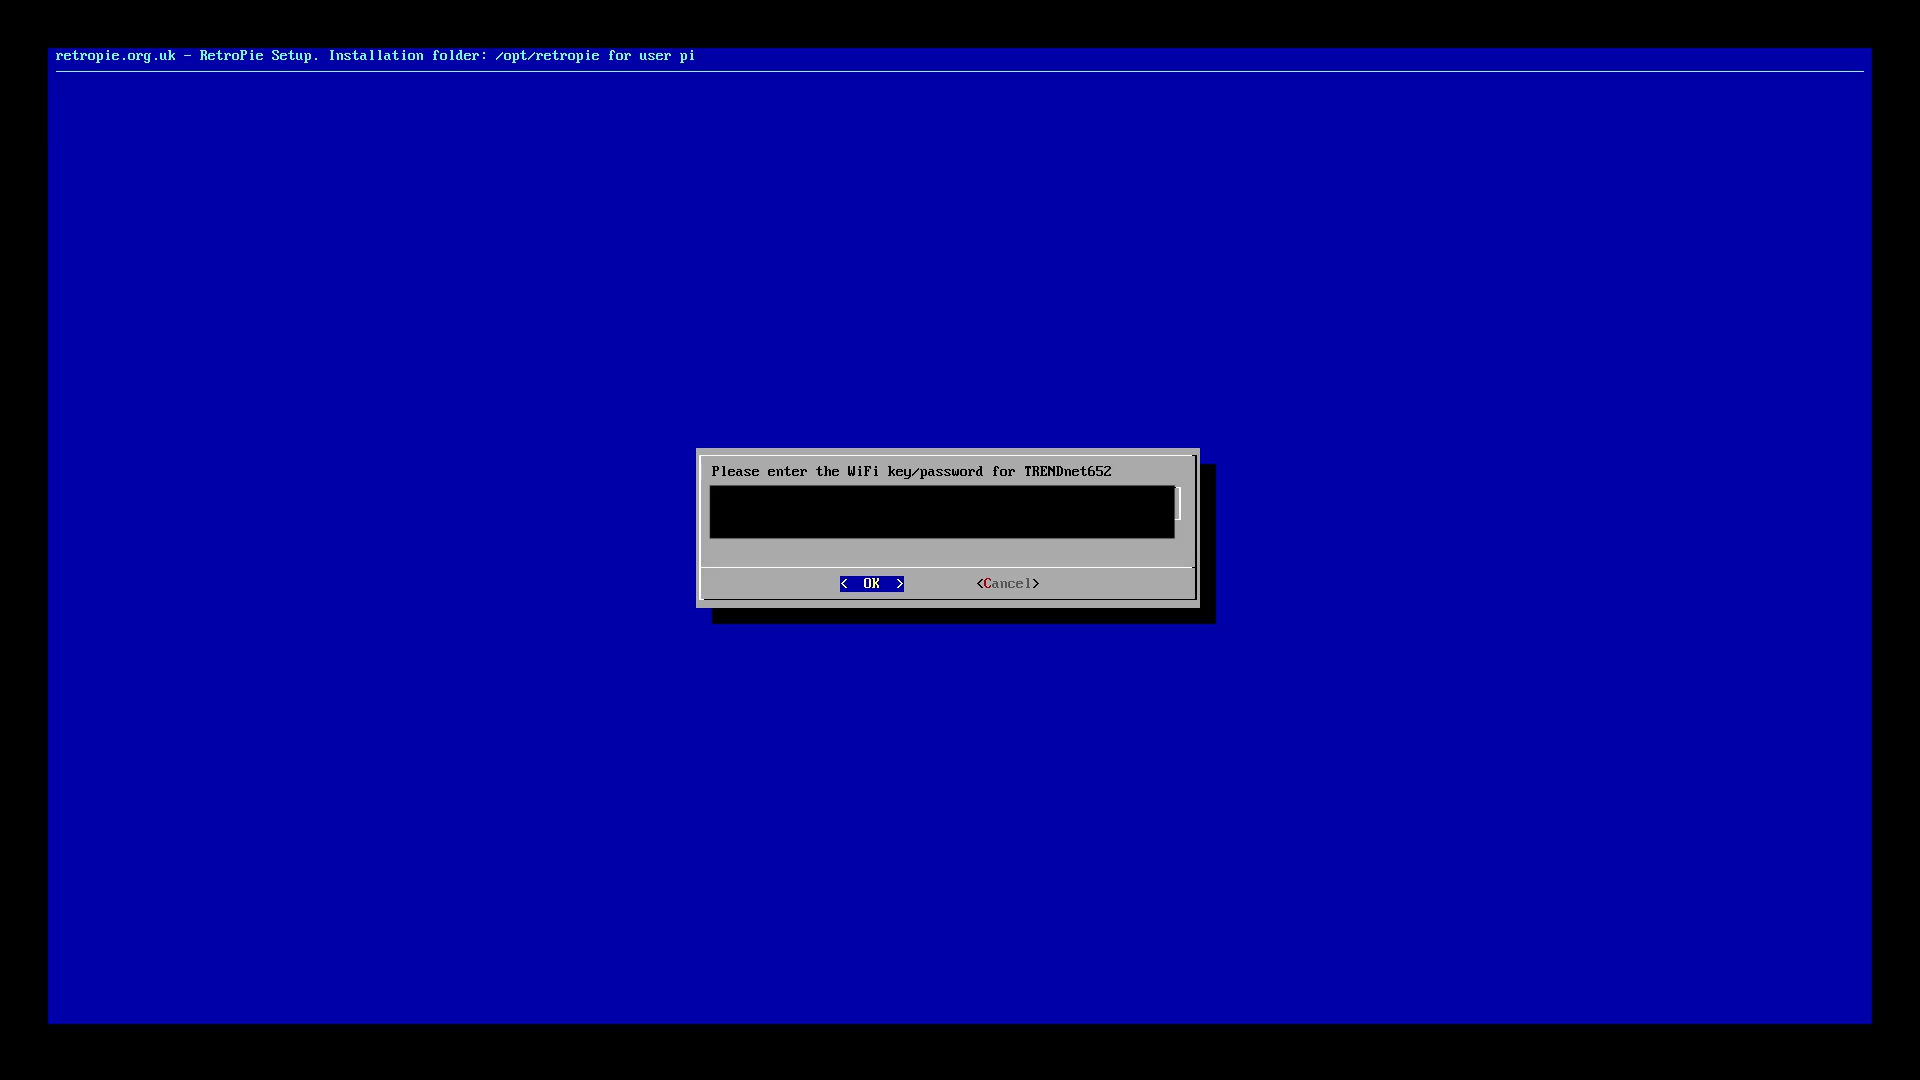 retropie.org.uk - RetroPie Setup. Installation folder: /opt/retropie for user pi
Please enter the WiFi key/password for TRENDnet652
< OK > <Cancel>